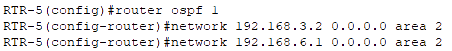 RTR-5(config)#router ospf 1
RTR-5(config-router)#network 192.168.3.2 0.0.0.0 area 2
RTR-5(config-router)#network 192.168.6.1 0.0.0.0 area 2